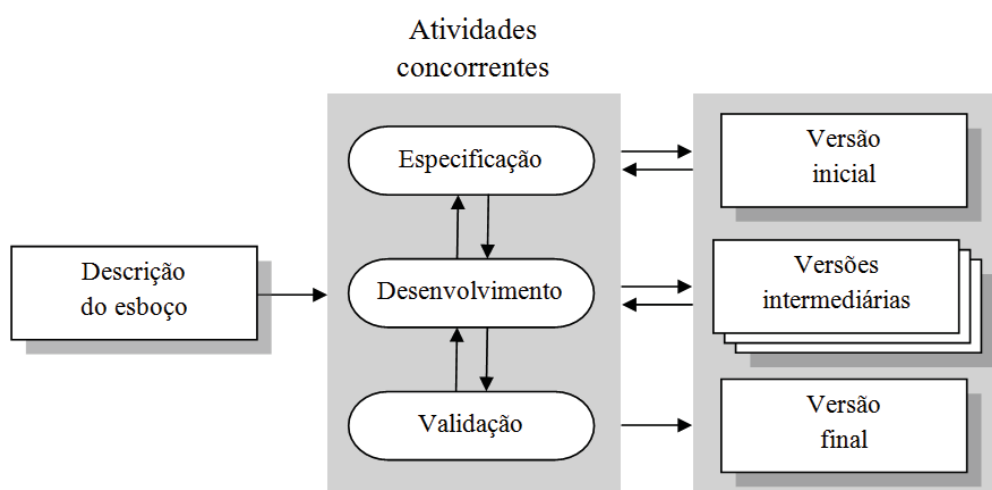 Atividades
concorrentes
Descrição
do esboço
Especificação
Desenvolvimento
Validação
Versão
inicial
Versões
intermediárias
Versão
final